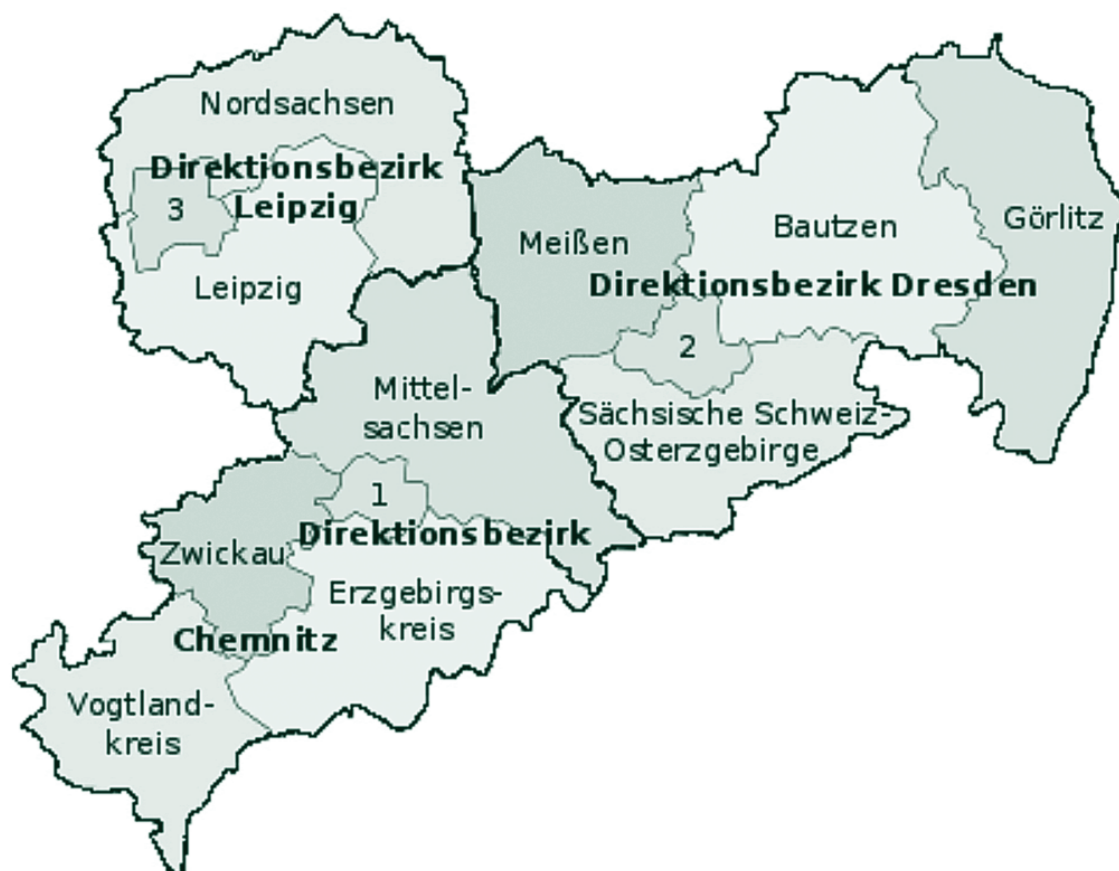 Nordsachsen
Direktionsbezirk
Leipzig
3
Leipzig
Meißen
Bautzen
Görlitz
Direktionsbezirk Dresden
2
Sächsische Schweiz-
Osterzgebirge
Mittel-
sachsen
1
Direktionsbezirk
Zwickau
Erzgebirgs-
kreis
Chemnitz
Vogtland-
kreis